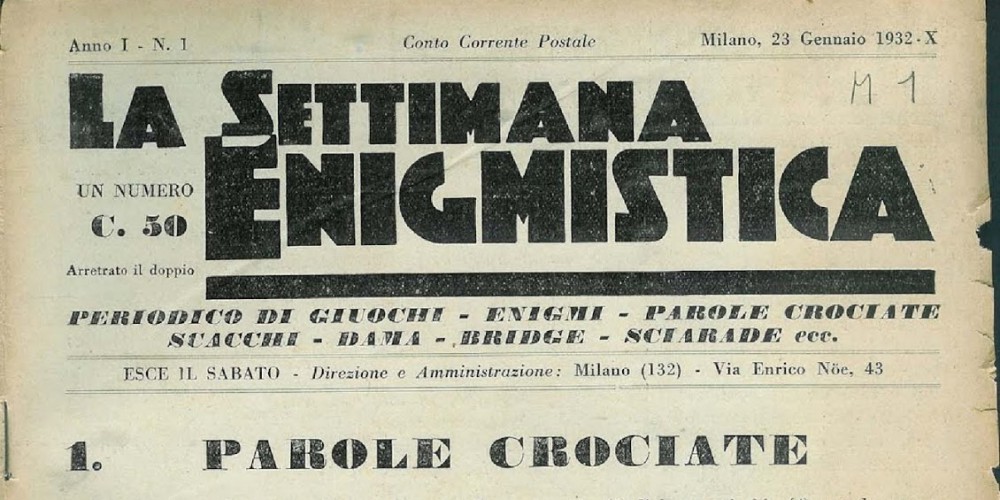 Anno I - N. 1 Conto Corrente Postale Milano, 23 Gennaio 1932-X
M 1
LA SETTIMANA
ENIGMISTICA
UN NUMERO
C. 50
Arretrato il doppio
PERIODICO DI GIUOCHI - ENIGMI - PAROLE CROCIATE
SCACCHI - DAMA - BRIDGE - SCIARADE ecc.
ESCE IL SABATO - Direzione e Amministrazione: Milano (132) - Via Enrico Nöe, 43
1. PAROLE CROCIATE